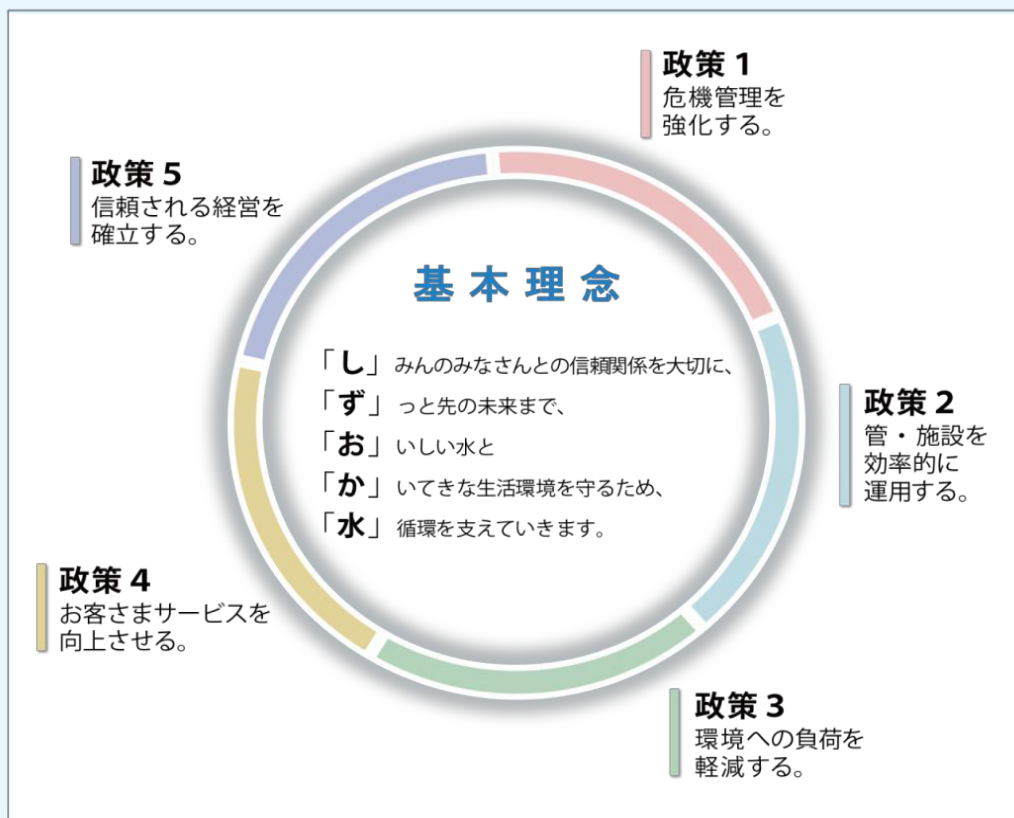 政策 1
危機管理を
強化する。
政策 5
信頼される経営を
確立する。
基本理念
「し」みんのみなさんとの信頼関係を大切に、
「ず」っと先の未来まで、
「お」いしい水と
「か」いてきな生活環境を守るため、
「水」循環を支えていきます。
政策 2
管・施設を
効率的に
運用する。
政策 4
お客さまサービスを
向上させる。
政策 3
環境への負荷を
軽減する。